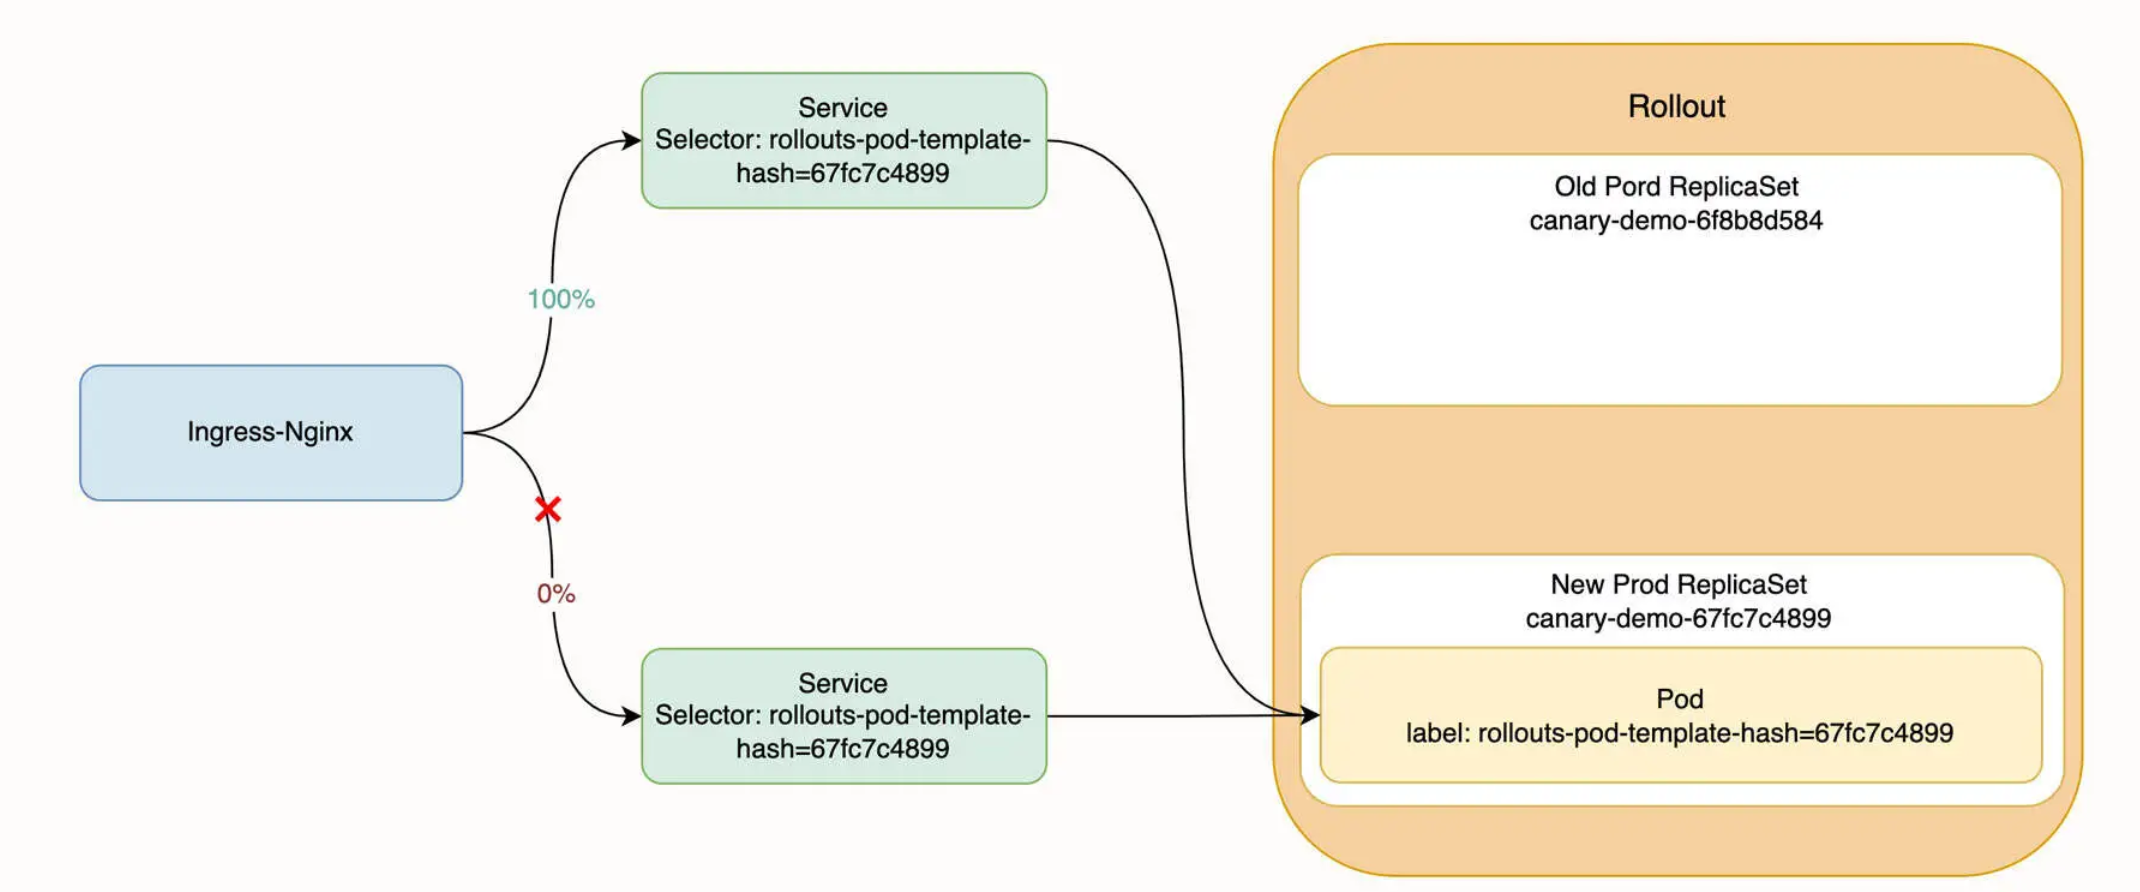 Service
Selector: rollouts-pod-template-
hash=67fc7c4899
Rollout
Old Pord ReplicaSet
canary-demo-6f8b8d584
100%
Ingress-Nginx
0%
New Prod ReplicaSet
canary-demo-67fc7c4899
Service
Selector: rollouts-pod-template-
hash=67fc7c4899
Pod
label: rollouts-pod-template-hash=67fc7c4899